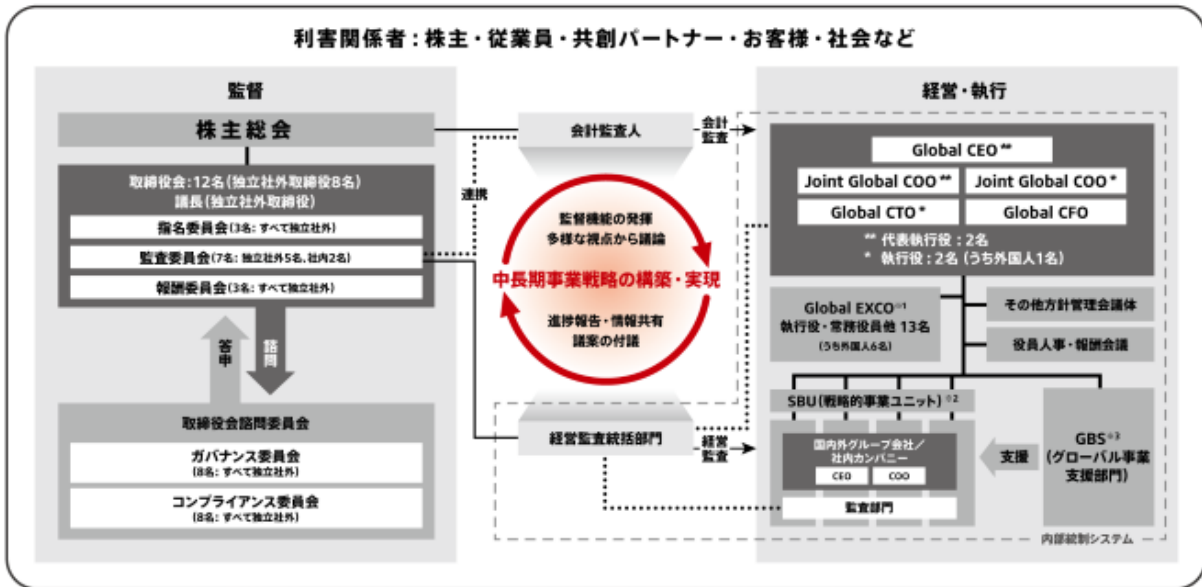 利害関係者：株主・従業員・共創パートナー・お客様・社会など
監督
株主総会
取締役会：12名（独立社外取締役8名）
議長（独立社外取締役）
指名委員会（3名：すべて独立社外）
監査委員会（7名：独立社外5名、社内2名）
報酬委員会（3名：すべて独立社外）
答申
諮問
取締役会諮問委員会
ガバナンス委員会
（8名：すべて独立社外）
コンプライアンス委員会
（8名：すべて独立社外）
会計監査人
会計
監査
連携
監督機能の発揮
多様な視点から議論
中長期事業戦略の構築・実現
進捗報告・情報共有
議案の付議
経営監査統括部門
経営
監査
経営・執行
Global CEO **
Joint Global COO **
Joint Global COO *
Global CTO *
Global CFO
** 代表執行役：2名
* 執行役：2名（うち外国人1名）
Global EXCO※1
執行役・常務役員他 13名
（うち外国人6名）
その他方針管理会議体
役員人事・報酬会議
SBU（戦略的事業ユニット）※2
国内外グループ会社／
社内カンパニー
CEO
COO
監査部門
支援
GBS※3
（グローバル事業
支援部門）
内部統制システム